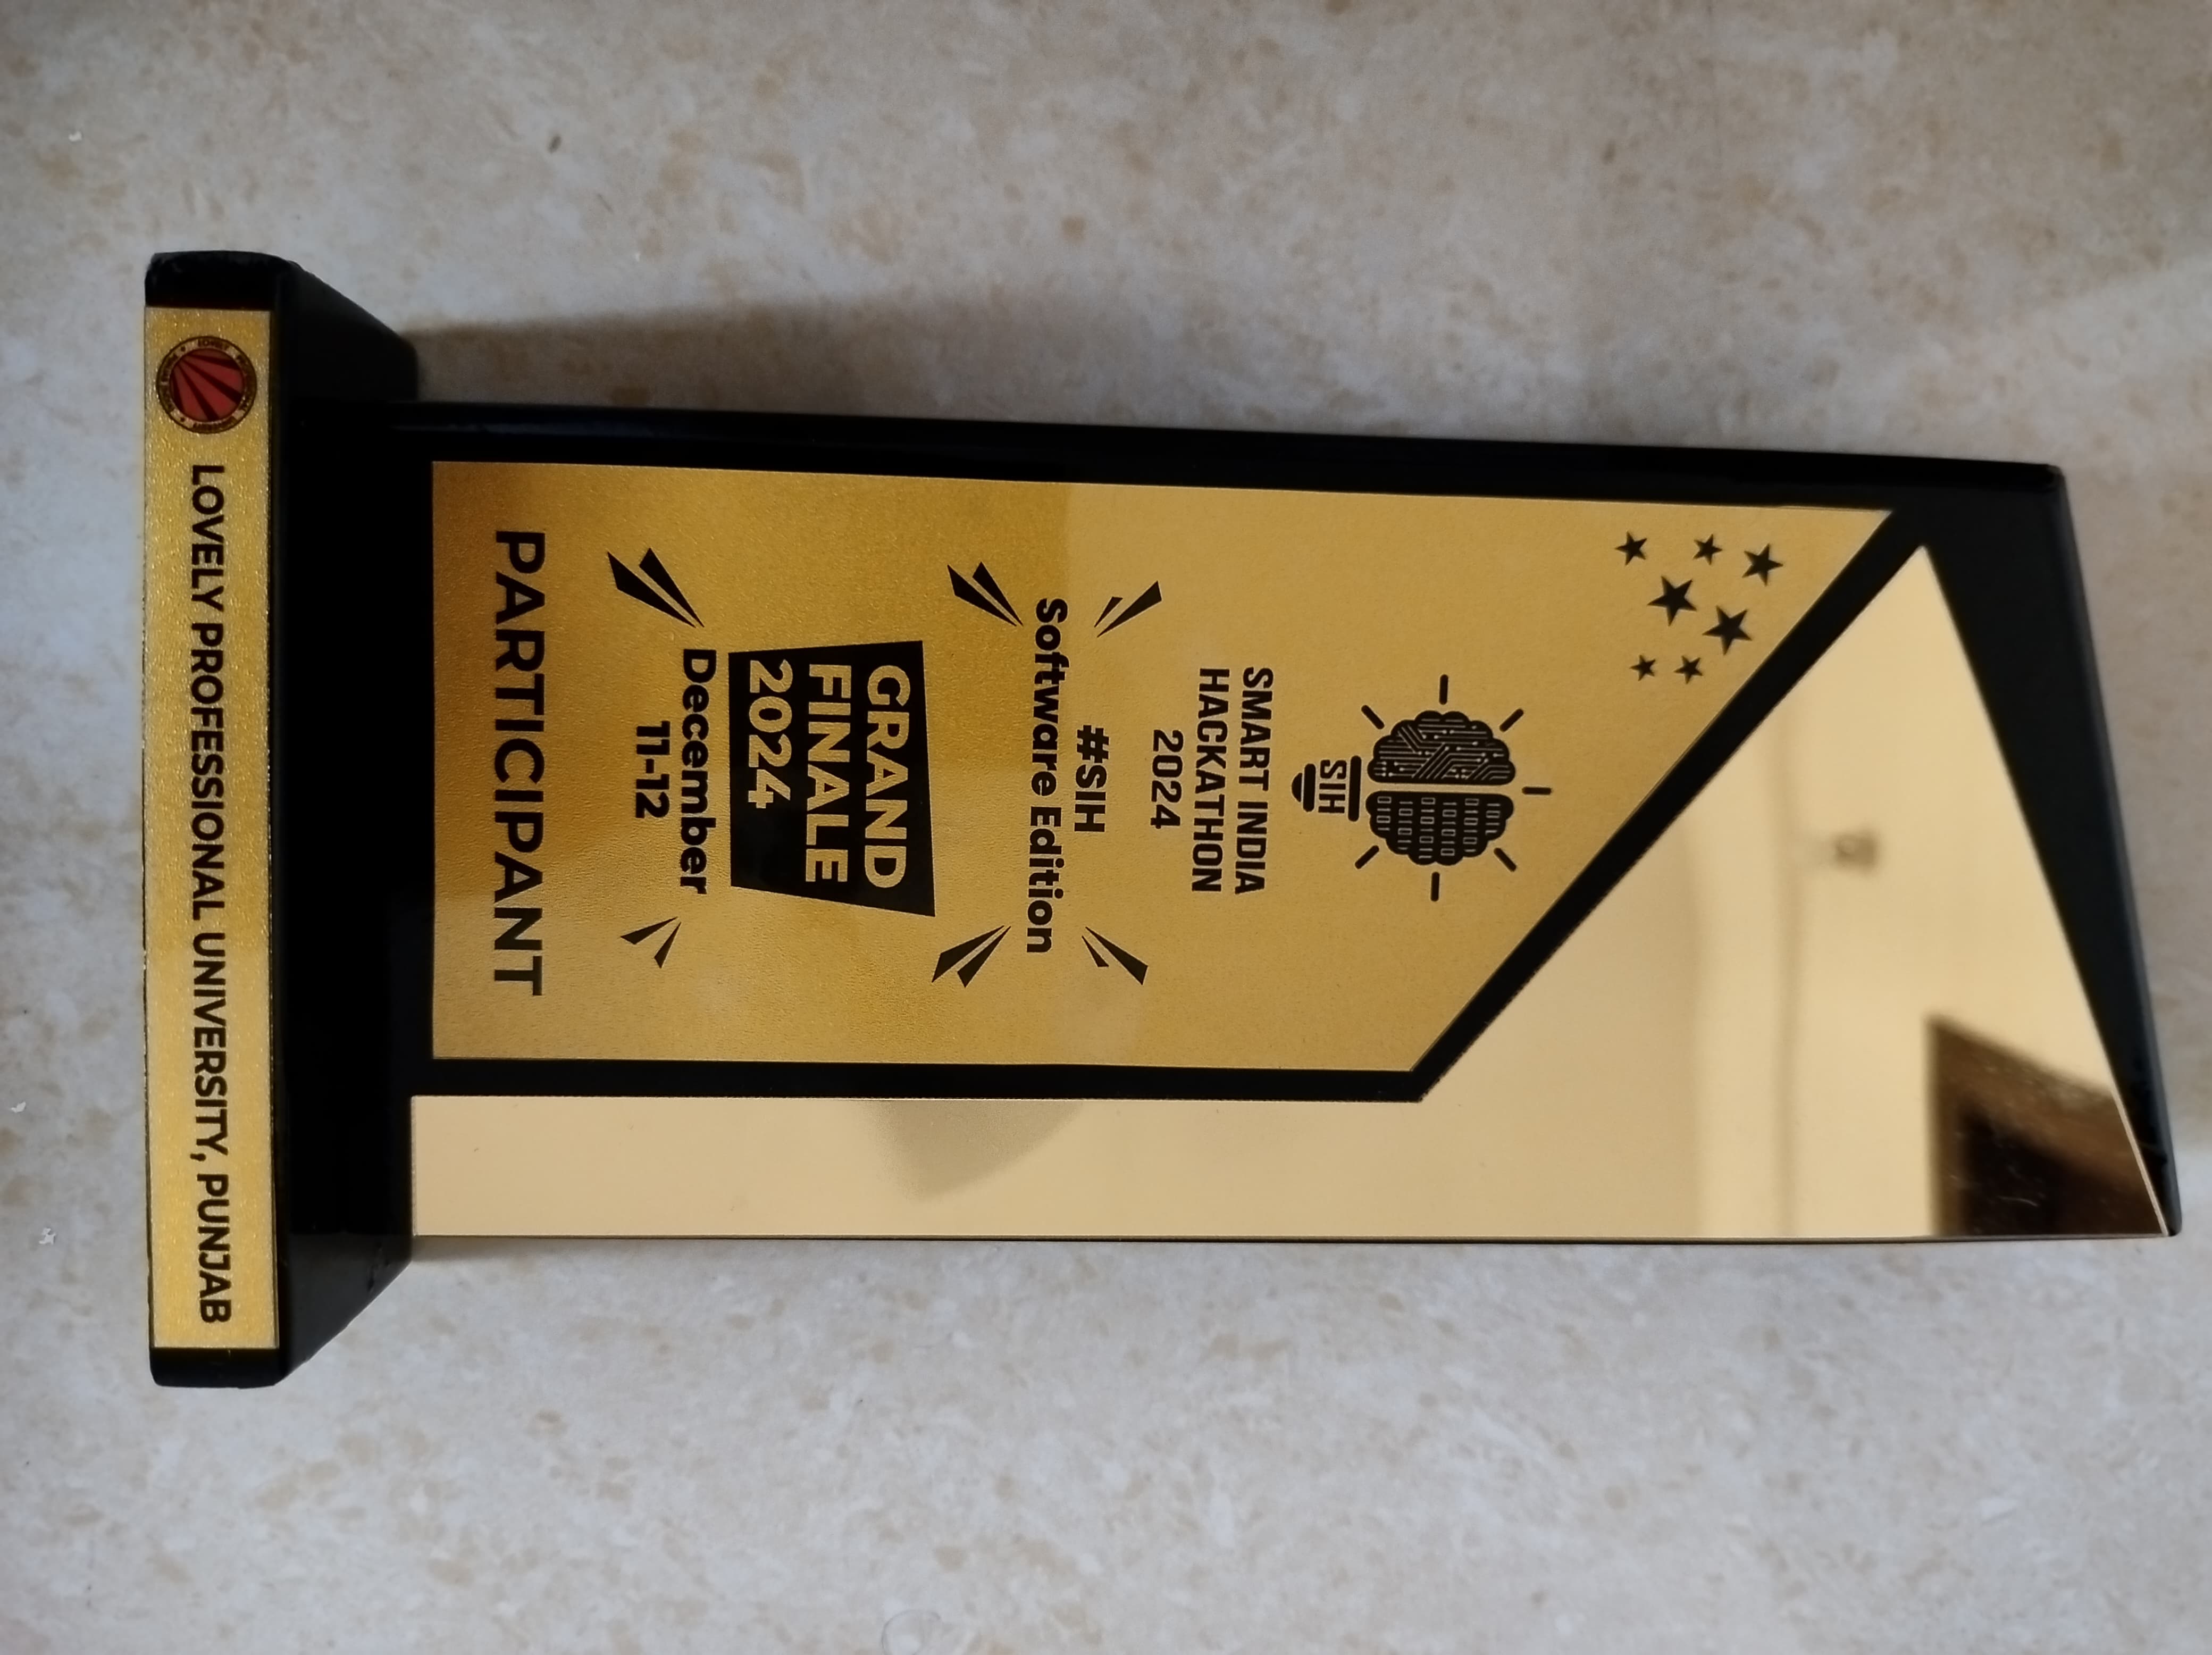 SIH
SMART INDIA
HACKATHON
2024
#SIH
Software Edition
GRAND
FINALE
2024
December
11-12
PARTICIPANT
LOVELY PROFESSIONAL UNIVERSITY, PUNJAB